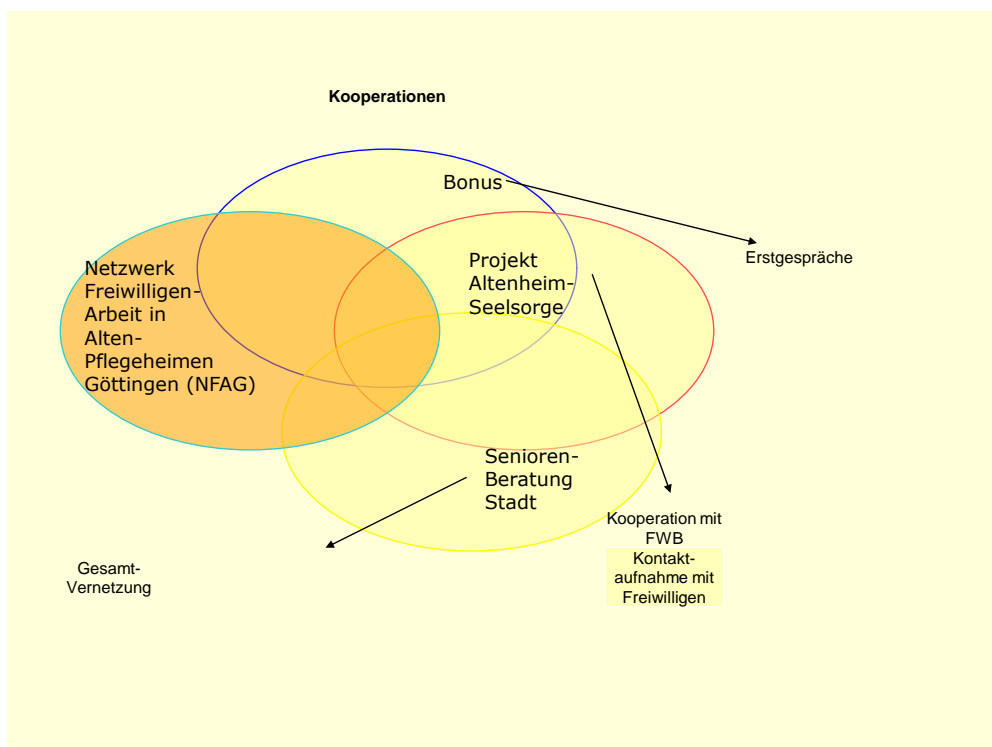 Kooperationen
Bonus
Erstgespräche
Projekt
Altenheim-
Seelsorge
Netzwerk
Freiwilligen-
Arbeit in
Alten-
Pflegeheimen
Göttingen (NFAG)
Senioren-
Beratung
Stadt
Kooperation mit
FWB
Kontakt-
aufnahme mit
Freiwilligen
Gesamt-
Vernetzung